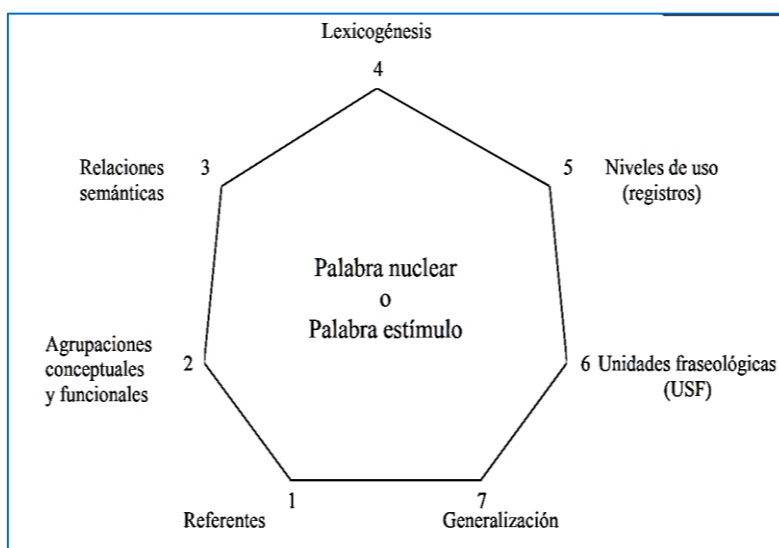 Lexicogénesis
4
Relaciones
semánticas
3
5
Niveles de uso
(registros)
Palabra nuclear
o
Palabra estímulo
Agrupaciones
conceptuales
y funcionales
2
6 Unidades fraseológicas
(USF)
1
7
Referentes
Generalización